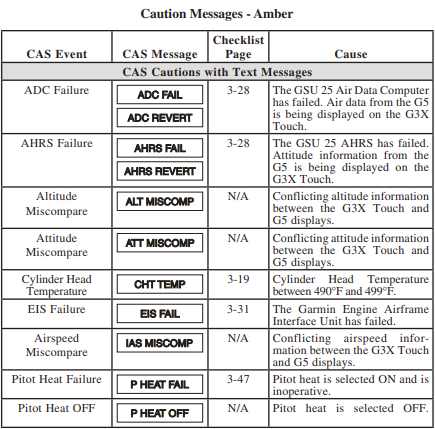 Caution Messages - Amber
CAS Event CAS Message Checklist Page Cause
CAS Cautions with Text Messages
ADC Failure ADC FAIL 3-28 The GSU 25 Air Data Computer
ADC REVERT has failed. Air data from the G5
is being displayed on the G3X
Touch.
AHRS Failure AHRS FAIL 3-28 The GSU 25 AHRS has failed.
AHRS REVERT Attitude information from the
G5 is being displayed on the
G3X Touch.
Altitude ALT MISCOMP N/A Conflicting altitude information
Miscompare between the G3X Touch and
G5 displays.
Attitude ATT MISCOMP N/A Conflicting attitude information
Miscompare between the G3X Touch and
G5 displays.
Cylinder Head CHT TEMP 3-19 Cylinder Head Temperature
Temperature between 490°F and 499°F.
EIS Failure EIS FAIL 3-31 The Garmin Engine Airframe
Interface Unit has failed.
Airspeed IAS MISCOMP N/A Conflicting airspeed infor-
Miscompare mation between the G3X Touch
and G5 displays.
Pitot Heat Failure P HEAT FAIL 3-47 Pitot heat is selected ON and is
inoperative.
Pitot Heat OFF P HEAT OFF N/A Pitot heat is selected OFF.